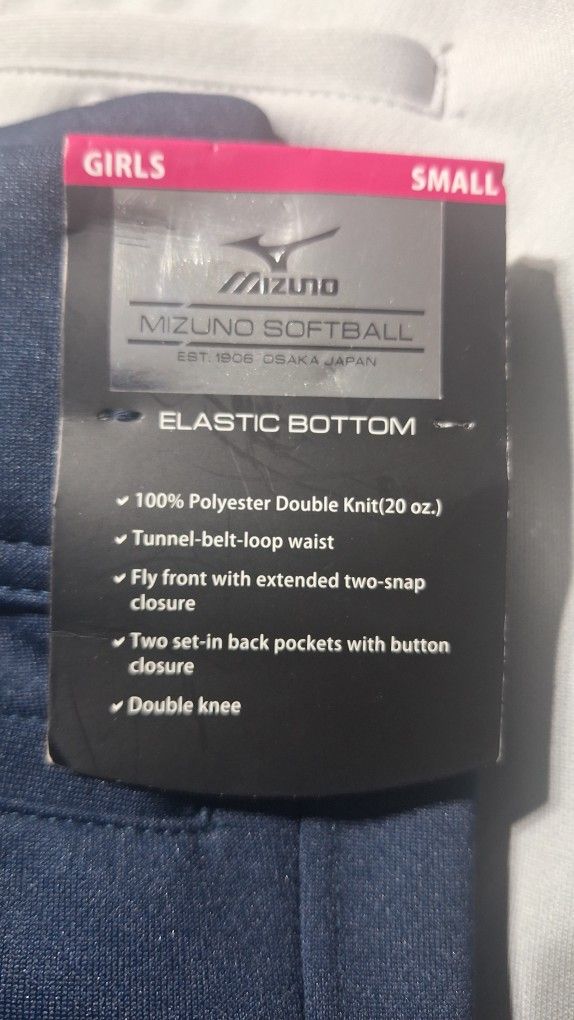 GIRLS SMALL
MIZUNO
MIZUNO SOFTBALL
EST. 1906 OSAKA JAPAN
ELASTIC BOTTOM
✓ 100% Polyester Double Knit(20 oz.)
✓ Tunnel-belt-loop waist
✓ Fly front with extended two-snap
closure
✓ Two set-in back pockets with button
closure
✓ Double knee